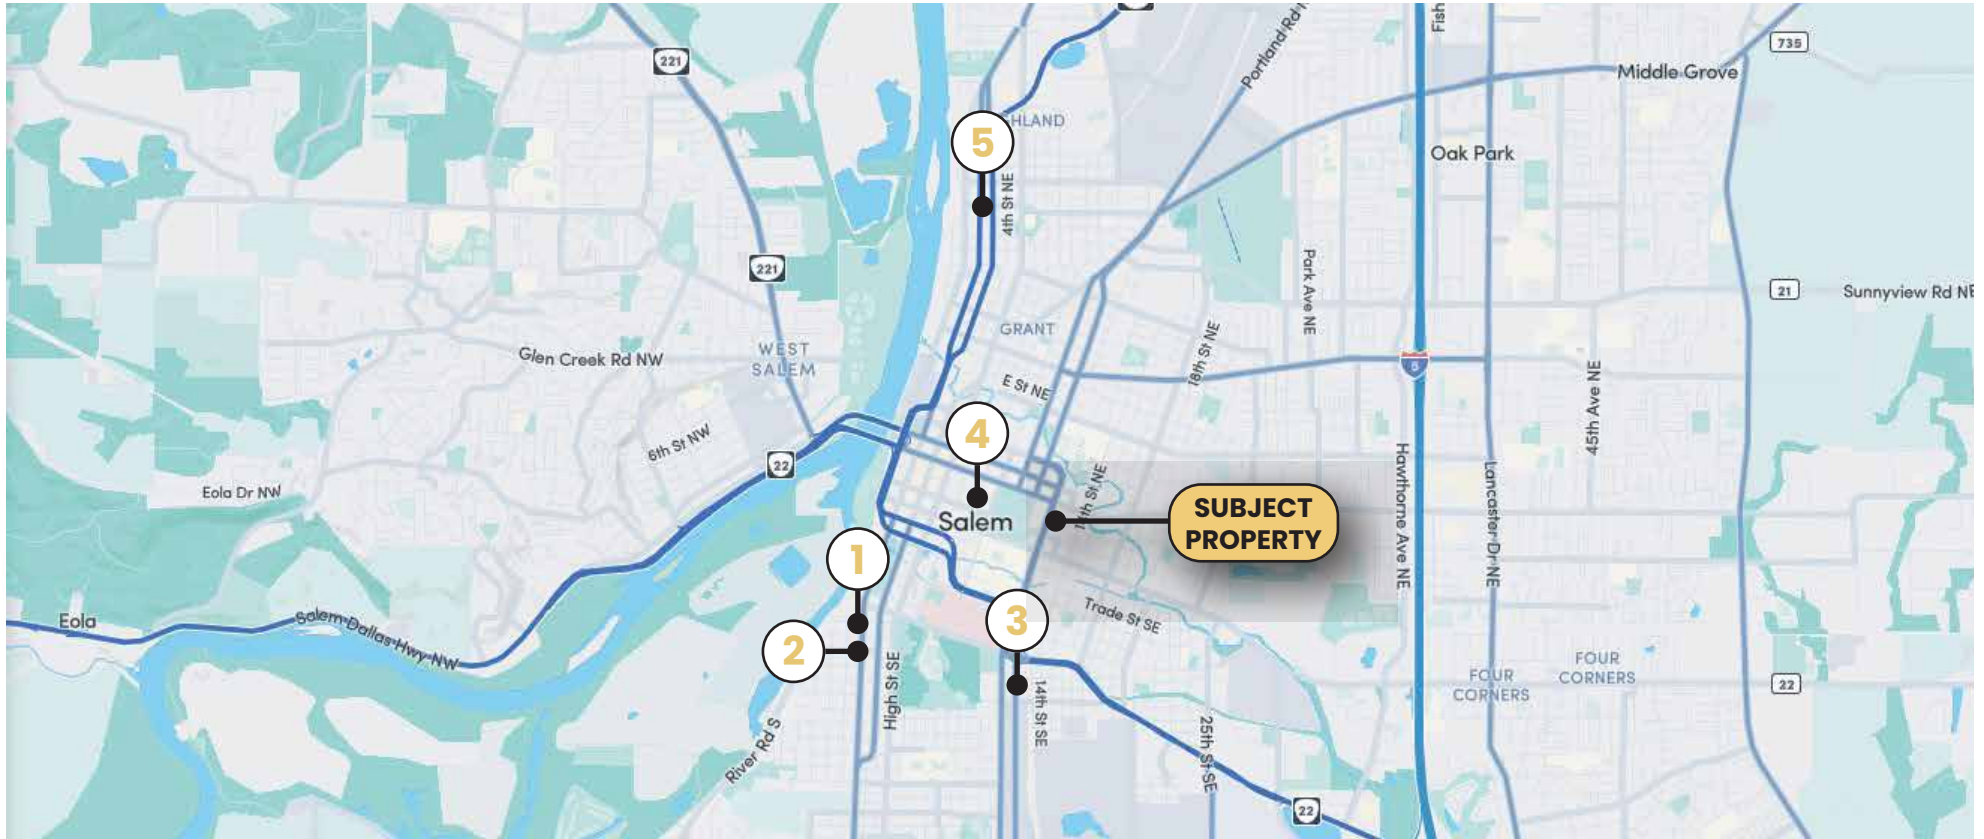 221
735
Fish
Portland Rd
Middle Grove
HLAND
5
Oak Park
4th St NE
221
Park Ave NE
21
Sunnyview Rd NE
GRANT
18th St NE
WEST
SALEM
Glen Creek Rd NW
5
E St NE
45th Ave NE
4
6th St NW
22
Hawthorne Ave NE
Lancaster Dr NE
Eola Dr NW
th St NE
Salem
SUBJECT
PROPERTY
1
Eola
Salem Dallas Hwy NW
Trade St SE
3
2
High St SE
FOUR
CORNERS
FOUR
CORNERS
22
14th St SE
25th St SE
River Rd S
22